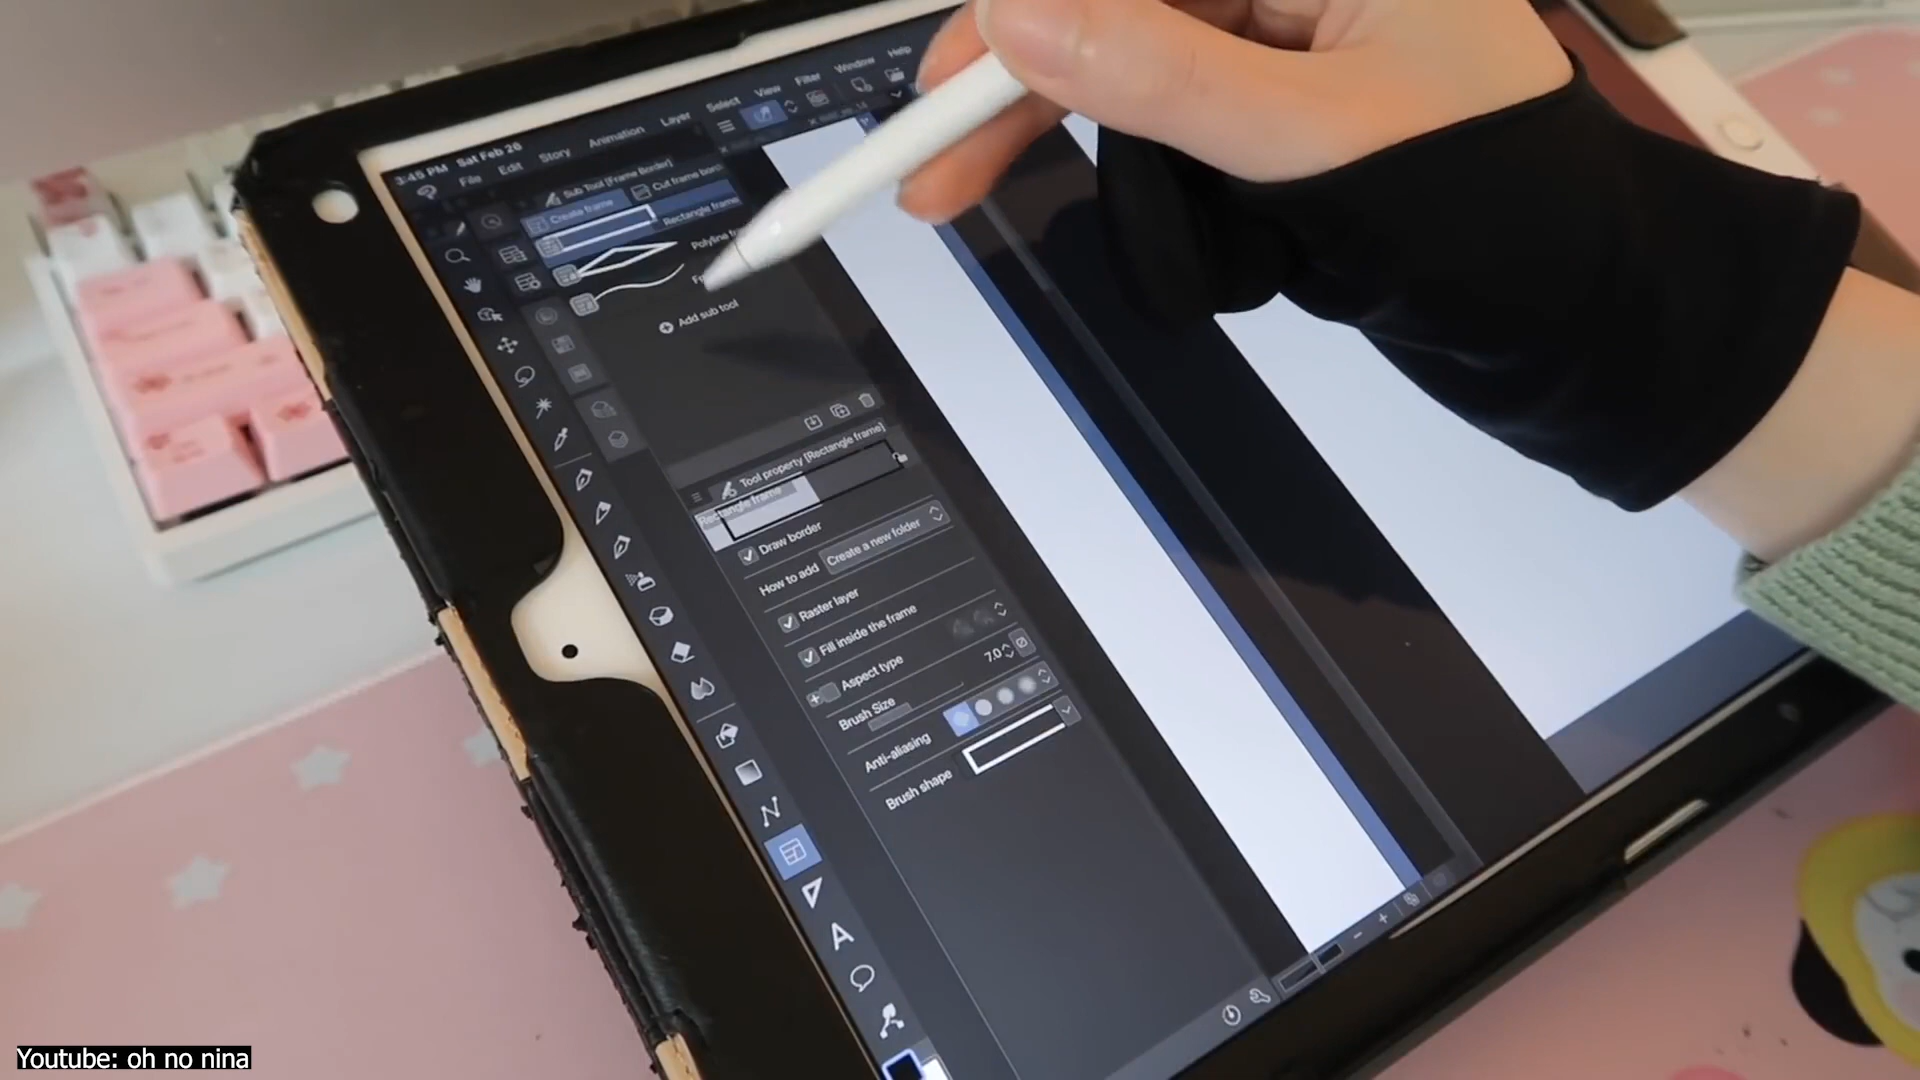 3:45 PM Sat Feb 26
File Edit Story Animation Layer Select View Filter Window Help
Sub Tool [Frame Border]
Create frame
Cut frame bord
Rectangle frame
Polyline fra
Add sub tool
Tool property [Rectangle frame]
Rectangle frame
Draw border
How to add Create a new folder
Raster layer
Fill inside the frame
Aspect type
Brush Size 7.0
Anti-aliasing
Brush shape
A
Youtube: oh no nina